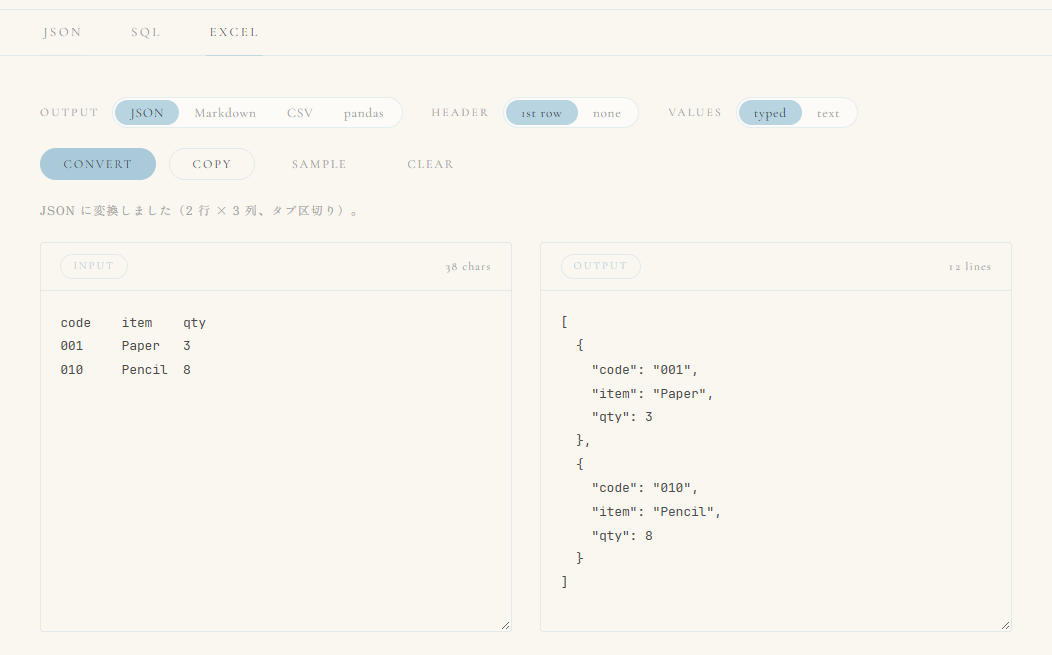 JSON SQL EXCEL
OUTPUT JSON Markdown CSV pandas HEADER 1st row none VALUES typed text
CONVERT COPY SAMPLE CLEAR
JSON に変換しました（2 行 × 3 列、タブ区切り）。
INPUT 38 chars
code item qty
001 Paper 3
010 Pencil 8
OUTPUT 12 lines
[
{
"code": "001",
"item": "Paper",
"qty": 3
},
{
"code": "010",
"item": "Pencil",
"qty": 8
}
]